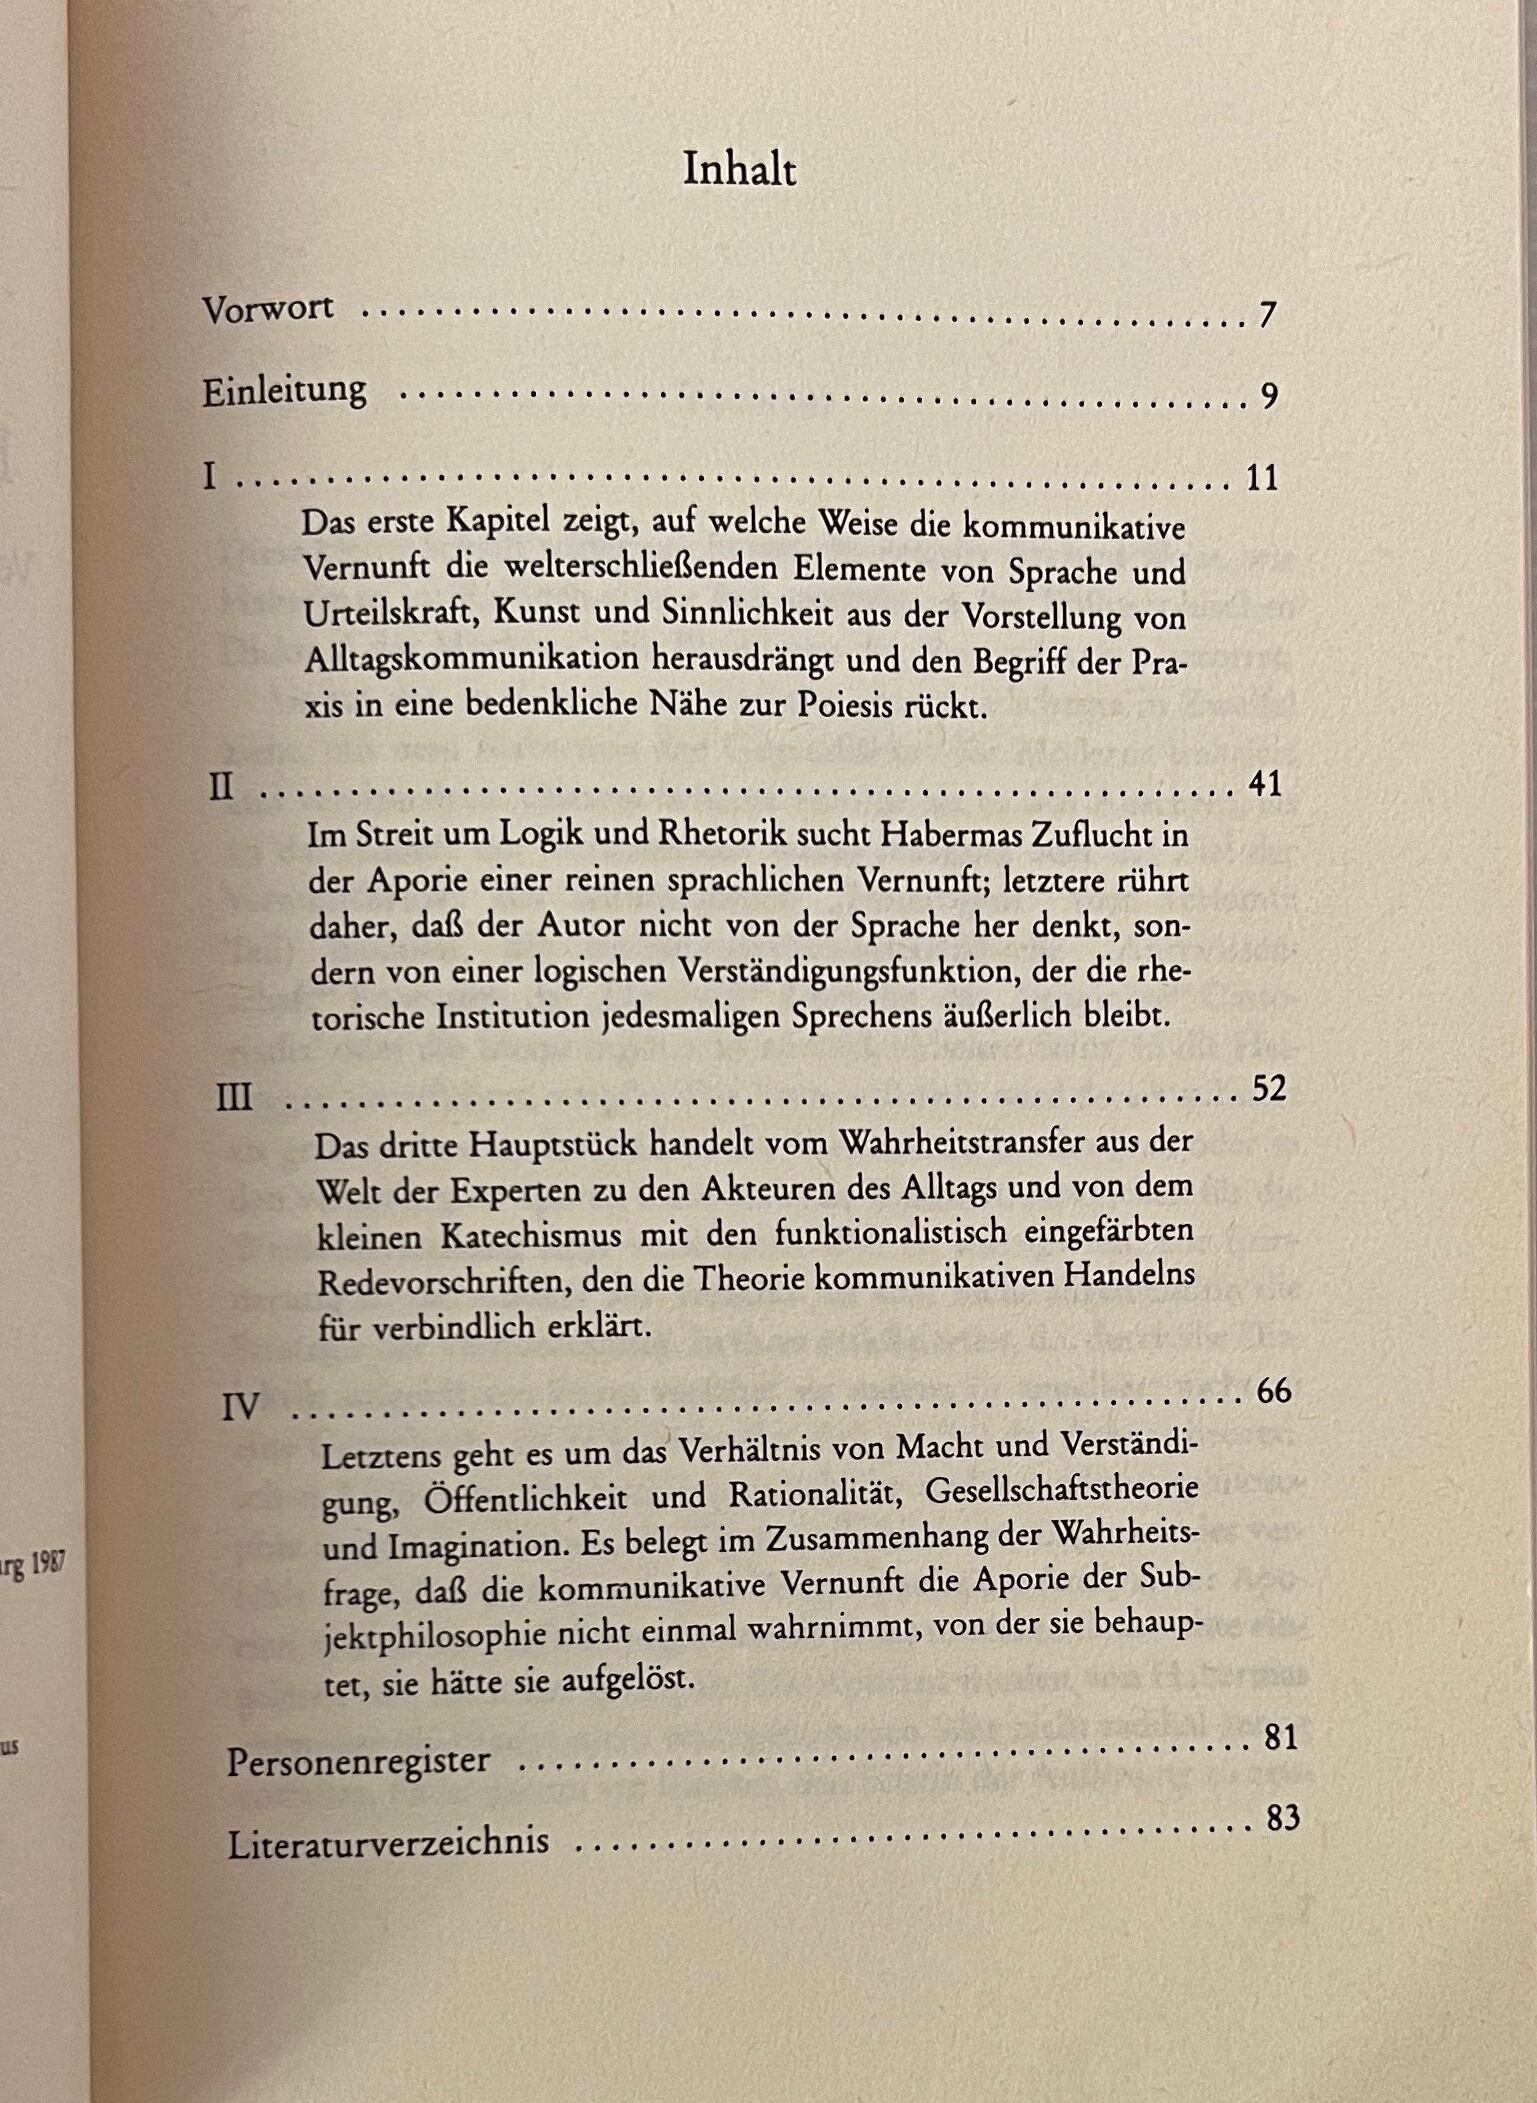 Inhalt
Vorwort ................................................ 7
Einleitung .............................................. 9
I ...................................................... 11
Das erste Kapitel zeigt, auf welche Weise die kommunikative
Vernunft die welterschließenden Elemente von Sprache und
Urteilskraft, Kunst und Sinnlichkeit aus der Vorstellung von
Alltagskommunikation herausdrängt und den Begriff der Pra-
xis in eine bedenkliche Nähe zur Poiesis rückt.
II ..................................................... 41
Im Streit um Logik und Rhetorik sucht Habermas Zuflucht in
der Aporie einer reinen sprachlichen Vernunft; letztere rührt
daher, daß der Autor nicht von der Sprache her denkt, son-
dern von einer logischen Verständigungsfunktion, der die rhe-
torische Institution jedesmaligen Sprechens äußerlich bleibt.
III .................................................... 52
Das dritte Hauptstück handelt vom Wahrheitstransfer aus der
Welt der Experten zu den Akteuren des Alltags und von dem
kleinen Katechismus mit den funktionalistisch eingefärbten
Redevorschriften, den die Theorie kommunikativen Handelns
für verbindlich erklärt.
IV .................................................... 66
Letztens geht es um das Verhältnis von Macht und Verständi-
gung, Öffentlichkeit und Rationalität, Gesellschaftstheorie
und Imagination. Es belegt im Zusammenhang der Wahrheits-
frage, daß die kommunikative Vernunft die Aporie der Sub-
jektphilosophie nicht einmal wahrnimmt, von der sie behaup-
tet, sie hätte sie aufgelöst.
Personenregister ........................................ 81
Literaturverzeichnis ..................................... 83
1987